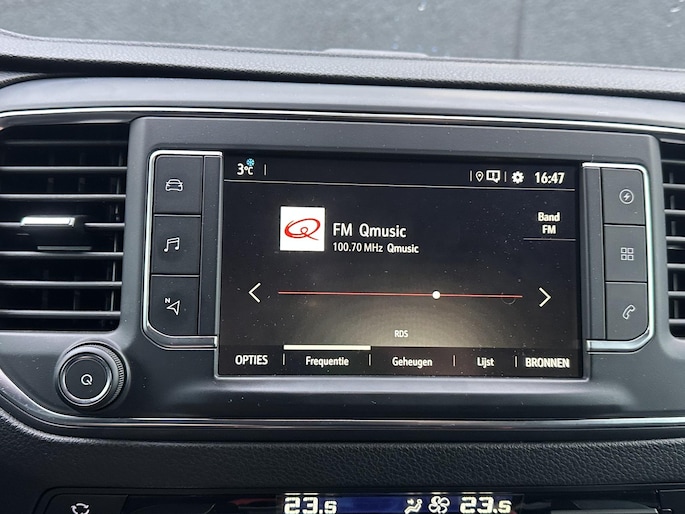 3°C
16:47
FM Qmusic
100.70 MHz Qmusic
Band
FM
N
RDS
OPTIES
Frequentie
Geheugen
Lijst
BRONNEN
23.5
23.5